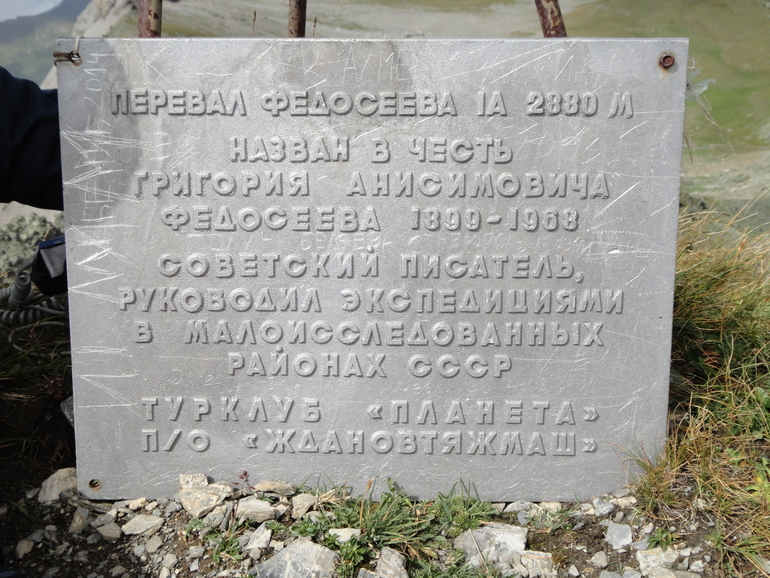 ПЕРЕВАЛ ФЕДОСЕЕВА 1А 2880 М
НАЗВАН В ЧЕСТЬ
ГРИГОРИЯ АНИСИМОВИЧА
ФЕДОСЕЕВА 1899-1968
СОВЕТСКИЙ ПИСАТЕЛЬ,
РУКОВОДИЛ ЭКСПЕДИЦИЯМИ
В МАЛОИССЛЕДОВАННЫХ
РАЙОНАХ СССР
ТУРКЛУБ «ПЛАНЕТА»
П/О «ЖДАНОВТЯЖМАШ»